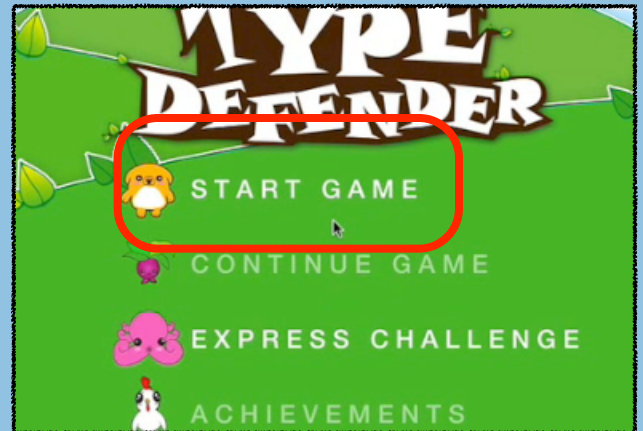 TYPE
DEFENDER
START GAME
CONTINUE GAME
EXPRESS CHALLENGE
ACHIEVEMENTS